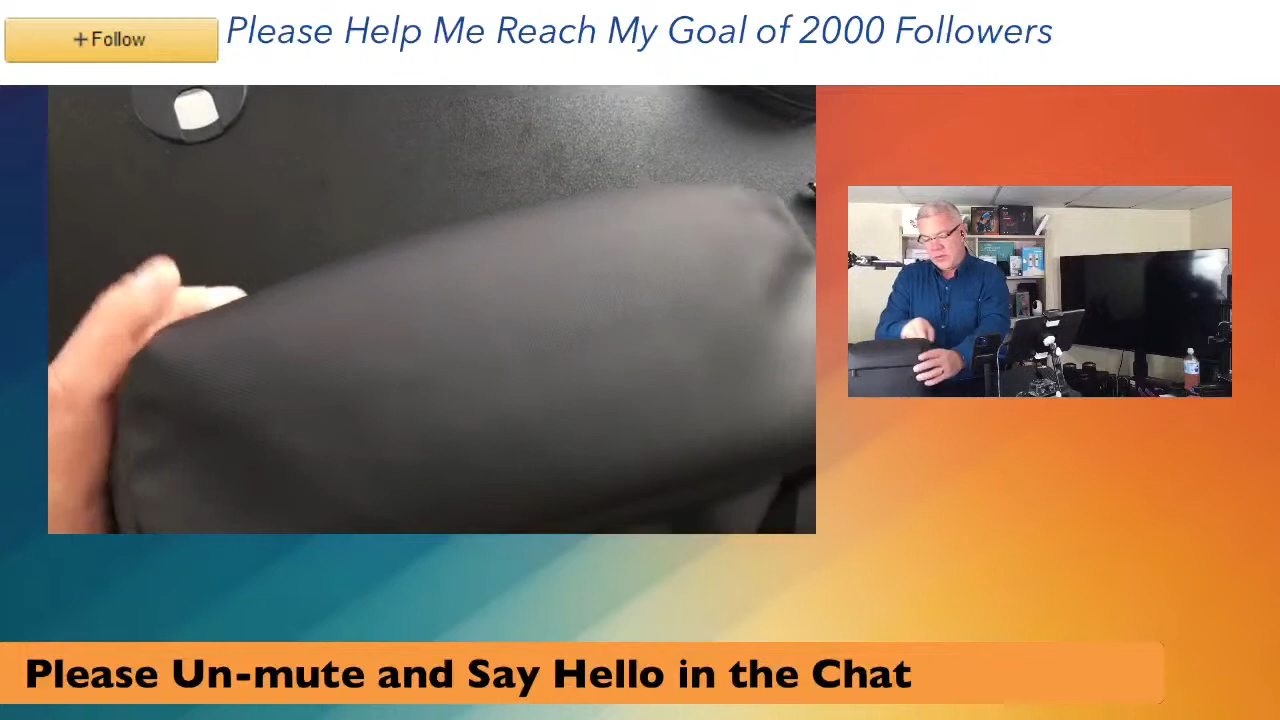 + Follow
Please Help Me Reach My Goal of 2000 Followers
Please Un-mute and Say Hello in the Chat